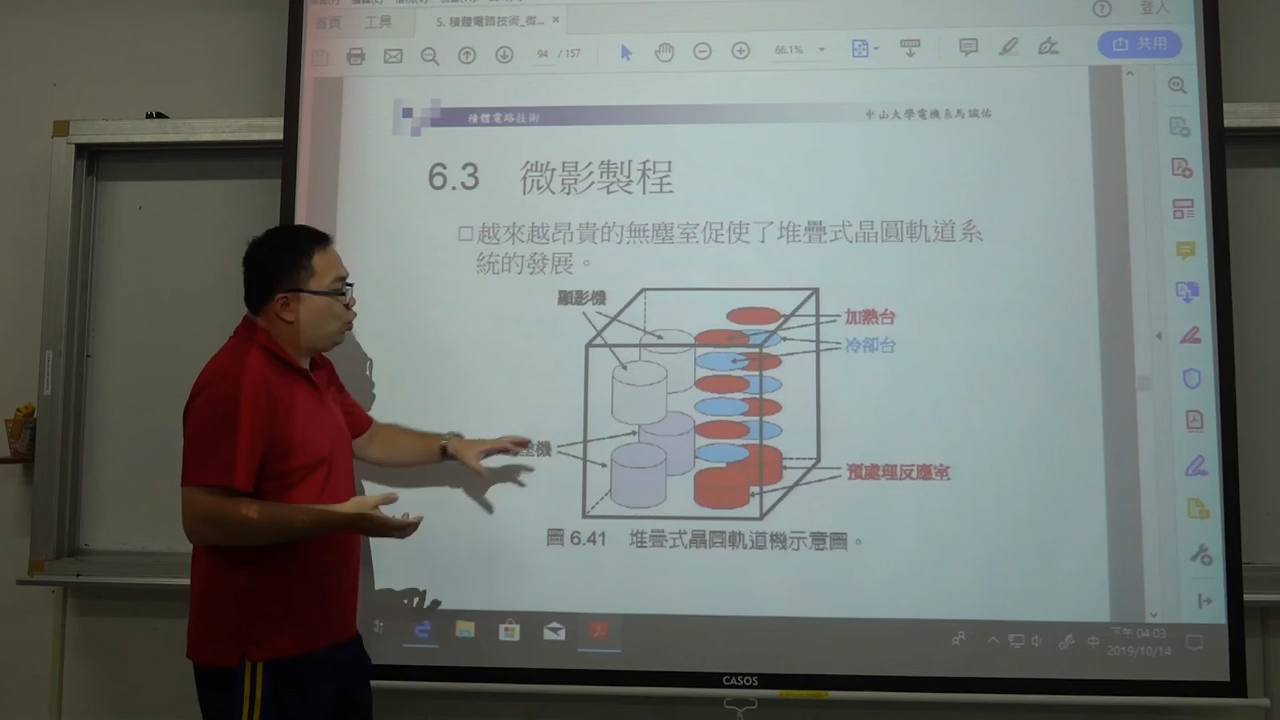 首頁 工具 5. 積體電路技術_微... ×
登入
94 / 157
66.1%
共用
積體電路技術
中山大學電機系馬誠佑
6.3 微影製程
越來越昂貴的無塵室促使了堆疊式晶圓軌道系
統的發展。
顯影機
加熱台
冷卻台
機
預處理反應室
圖 6.41 堆疊式晶圓軌道機示意圖。
中
下午 04:03
2019/10/14
CASOS